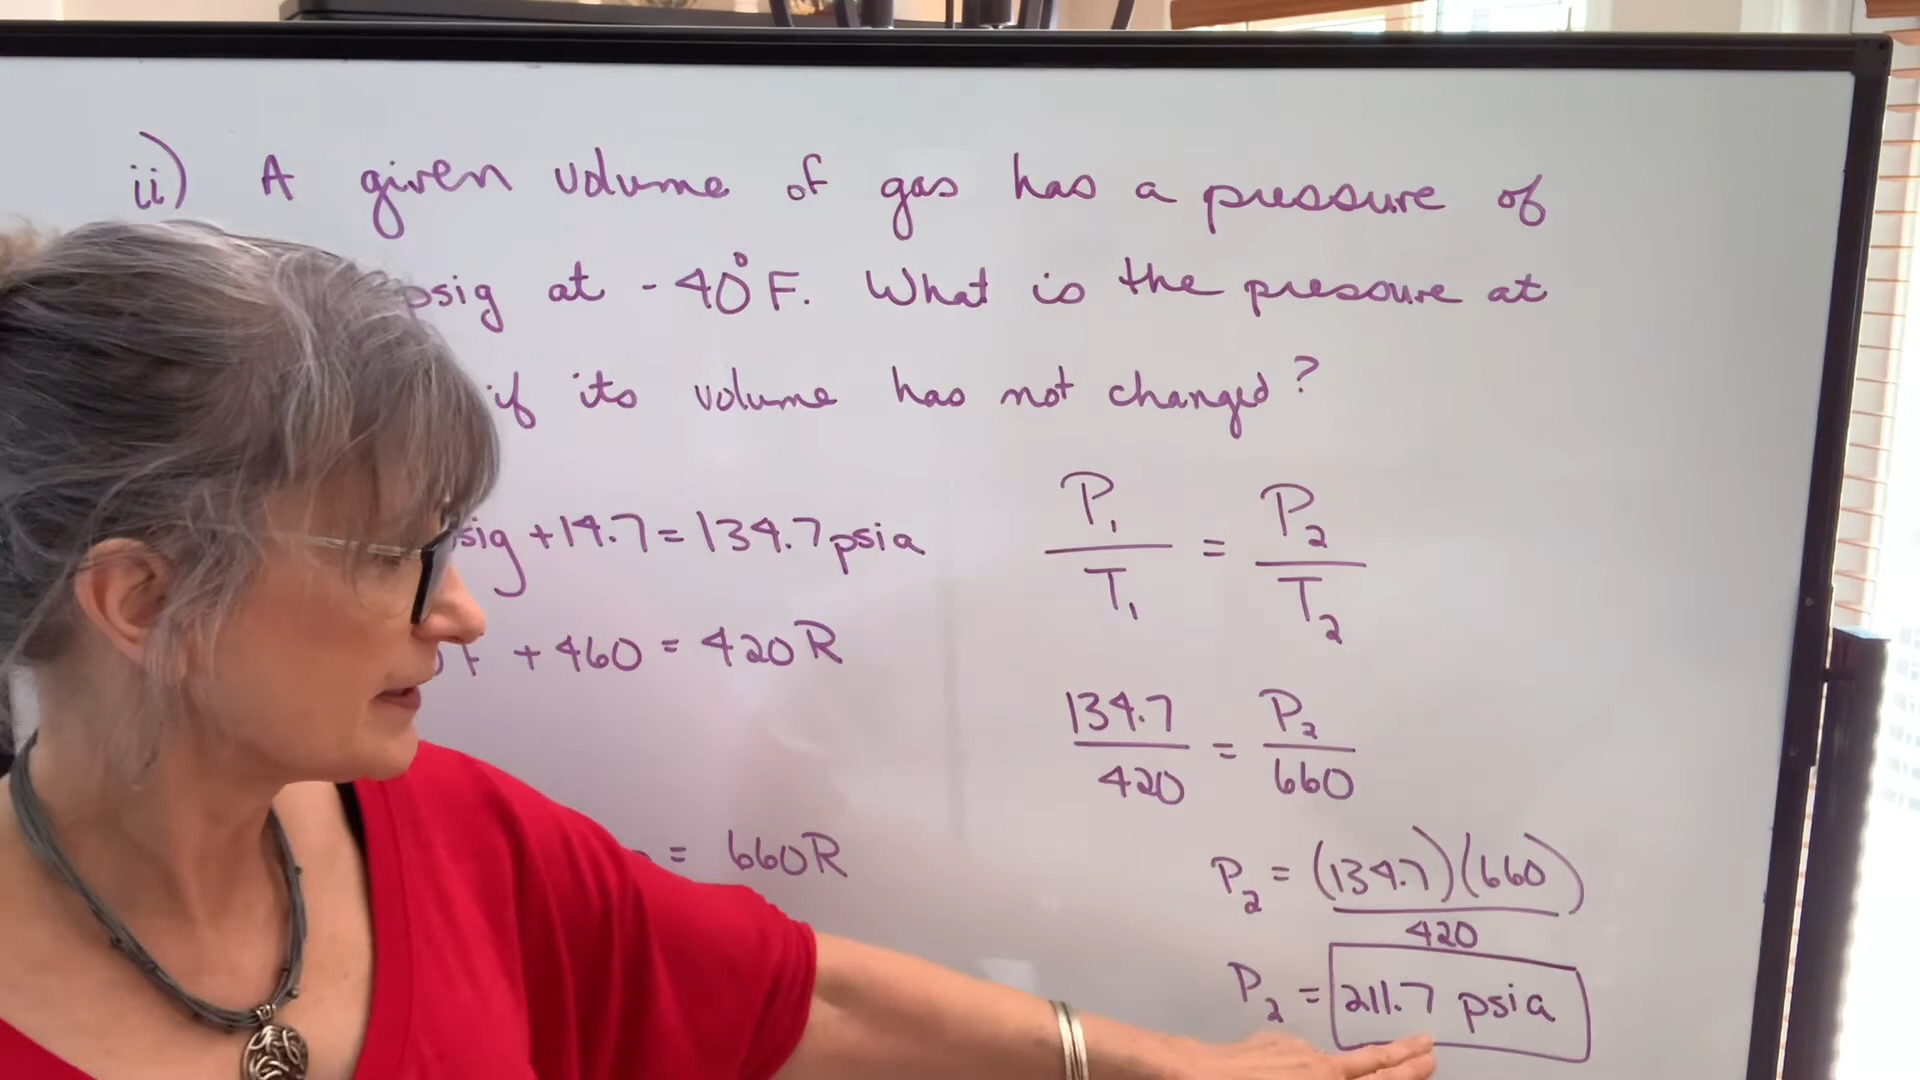 ii) A given volume of gas has a pressure of
psig at -40°F. What is the pressure at
if its volume has not changed?
sig +14.7 = 134.7 psia
F + 460 = 420 R
= 660 R
P₁/T₁ = P₂/T₂
134.7/420 = P₂/660
P₂ = (134.7)(660)/420
P₂ = 211.7 psia